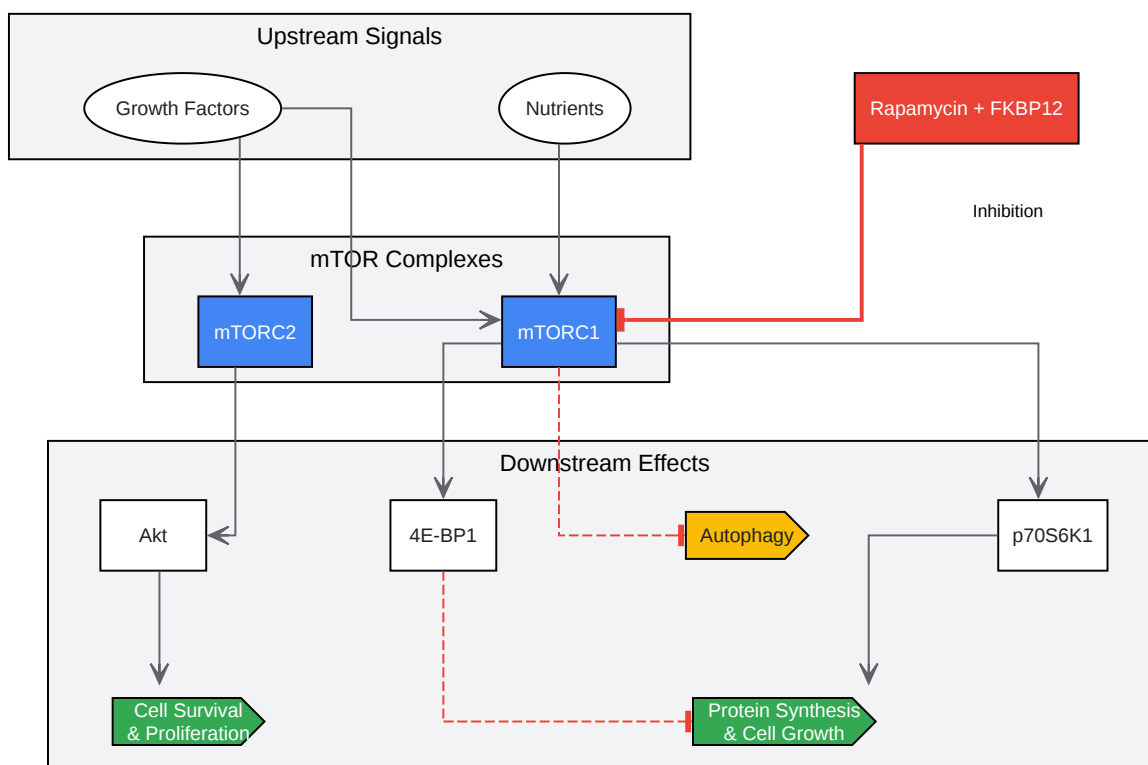 Upstream Signals
Growth Factors
Nutrients
Rapamycin + FKBP12
Inhibition
mTOR Complexes
mTORC2
mTORC1
Downstream Effects
Akt
4E-BP1
Autophagy
p70S6K1
Cell Survival
& Proliferation
Protein Synthesis
& Cell Growth